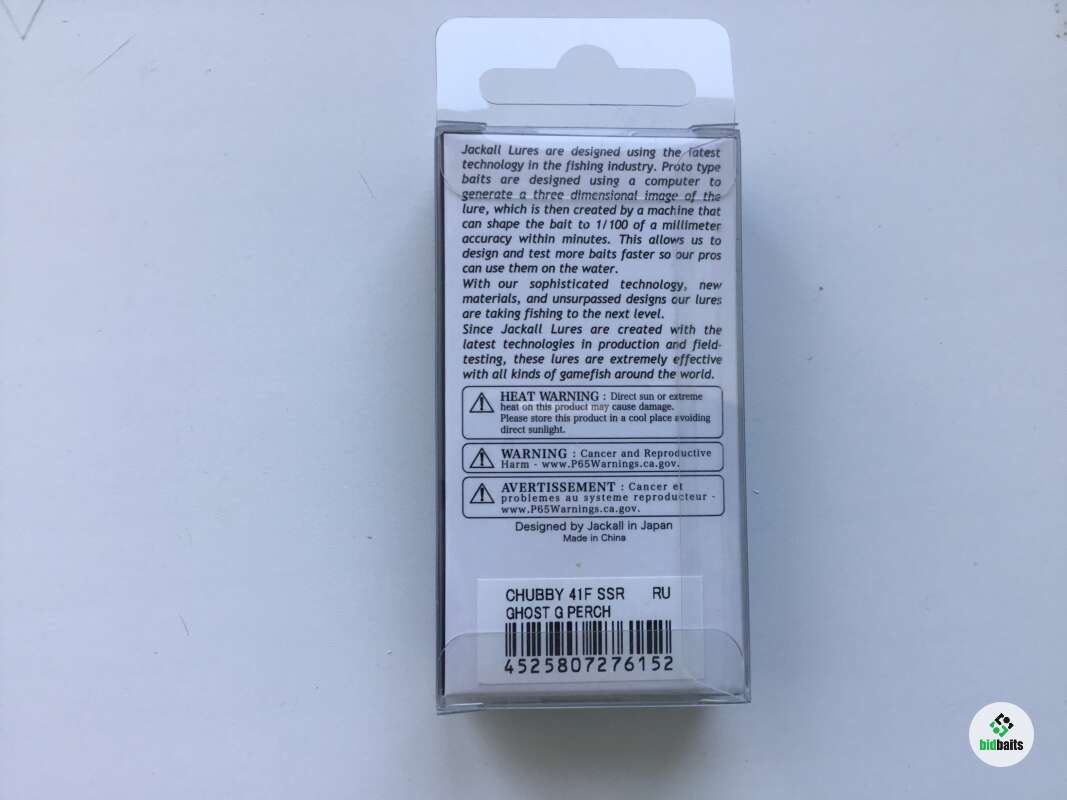 Jackall Lures are designed using the latest
technology in the fishing industry. Proto type
baits are designed using a computer to
generate a three dimensional image of the
lure, which is then created by a machine that
can shape the bait to 1/100 of a millimeter
accuracy within minutes. This allows us to
design and test more baits faster so our pros
can use them on the water.
With our sophisticated technology, new
materials, and unsurpassed designs our lures
are taking fishing to the next level.
Since Jackall Lures are created with the
latest technologies in production and field-
testing, these lures are extremely effective
with all kinds of gamefish around the world.
HEAT WARNING : Direct sun or extreme
heat on this product may cause damage.
Please store this product in a cool place avoiding
direct sunlight.
WARNING : Cancer and Reproductive
Harm - www.P65Warnings.ca.gov.
AVERTISSEMENT : Cancer et
problemes au systeme reproducteur -
www.P65Warnings.ca.gov.
Designed by Jackall in Japan
Made in China
CHUBBY 41F SSR RU
GHOST G PERCH
4525807276152
bidbaits